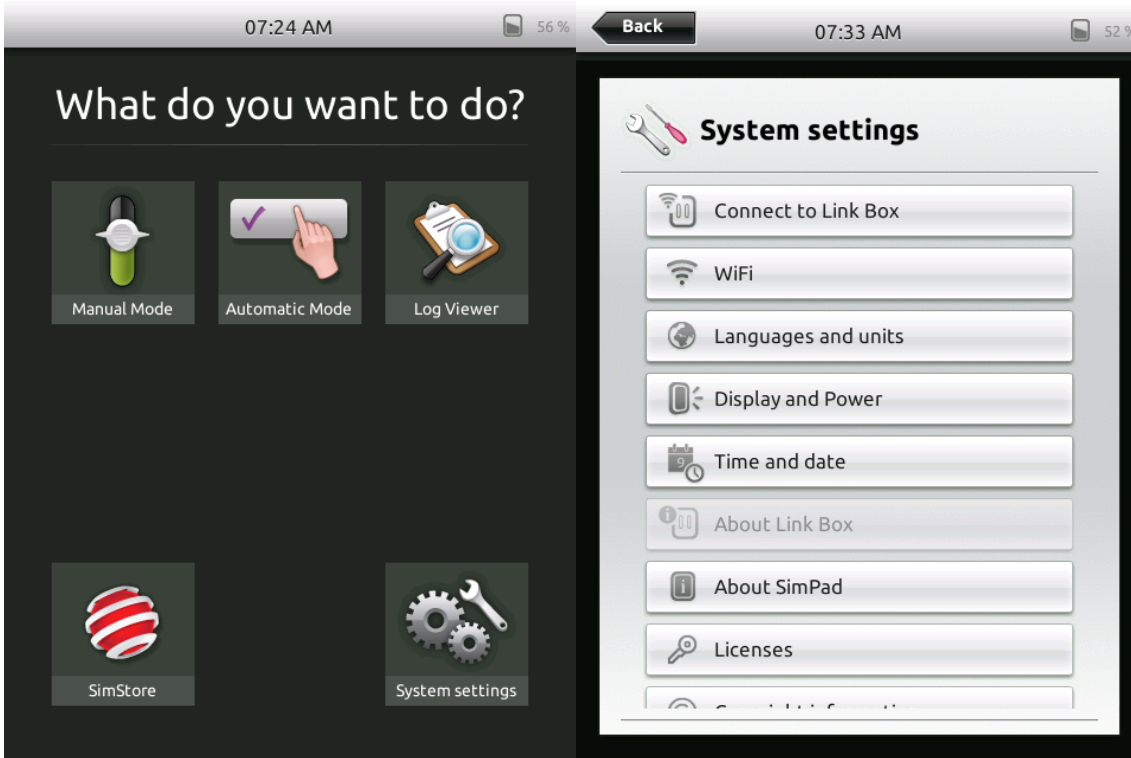 07:24 AM
56 %
What do you want to do?
Manual Mode
Automatic Mode
Log Viewer
SimStore
System settings
Back
07:33 AM
52 %
System settings
Connect to Link Box
WiFi
Languages and units
Display and Power
9
Time and date
About Link Box
About SimPad
Licenses